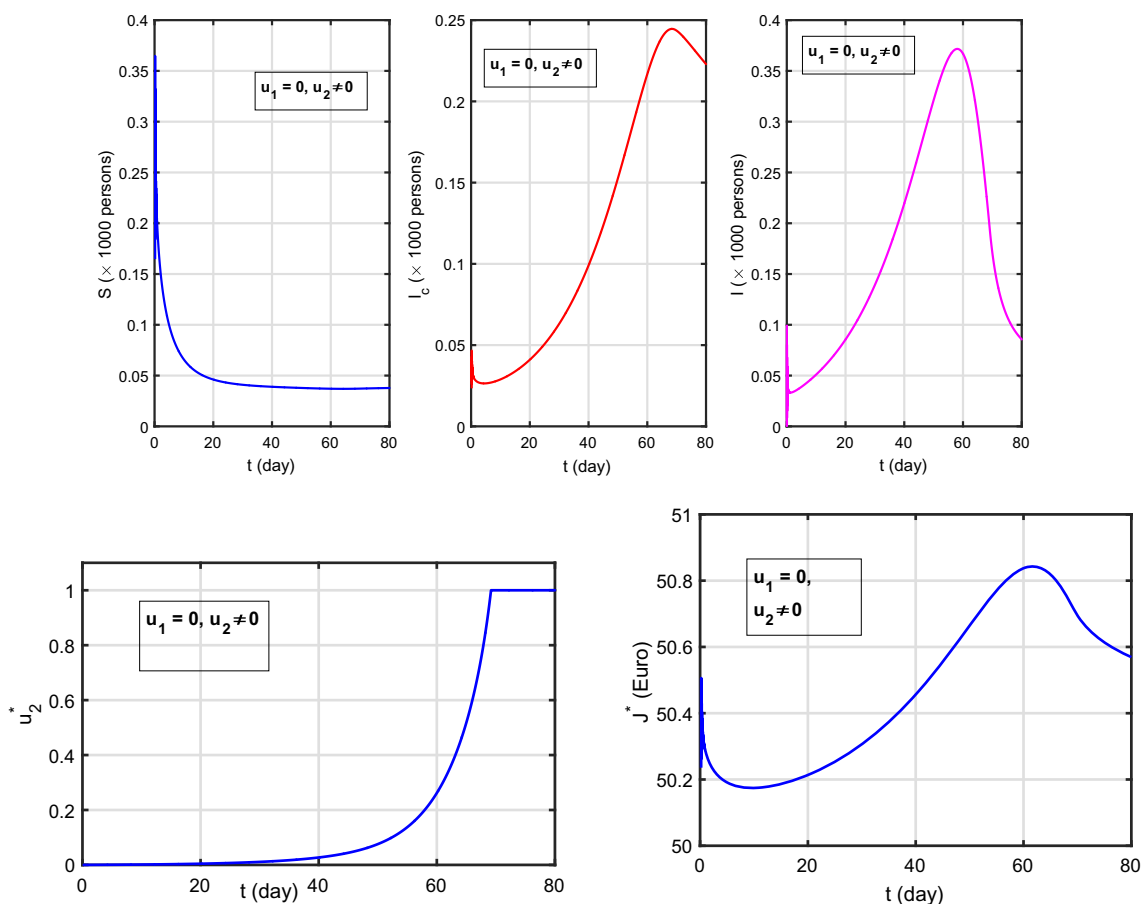 0.4
0.35
0.3
0.25
0.2
0.15
0.1
0.05
0
S (× 1000 persons)
u₁ = 0, u₂≠0
0 20 40 60 80
t (day)
0.25
0.2
0.15
0.1
0.05
0
I_c (× 1000 persons)
u₁ = 0, u₂≠0
0 20 40 60 80
t (day)
0.4
0.35
0.3
0.25
0.2
0.15
0.1
0.05
0
I (× 1000 persons)
u₁ = 0, u₂≠0
0 20 40 60 80
t (day)
1
0.8
0.6
0.4
0.2
0
u₂*
u₁ = 0, u₂≠0
0 20 40 60 80
t (day)
51
50.8
50.6
50.4
50.2
50
J* (Euro)
u₁ = 0,
u₂≠0
0 20 40 60 80
t (day)